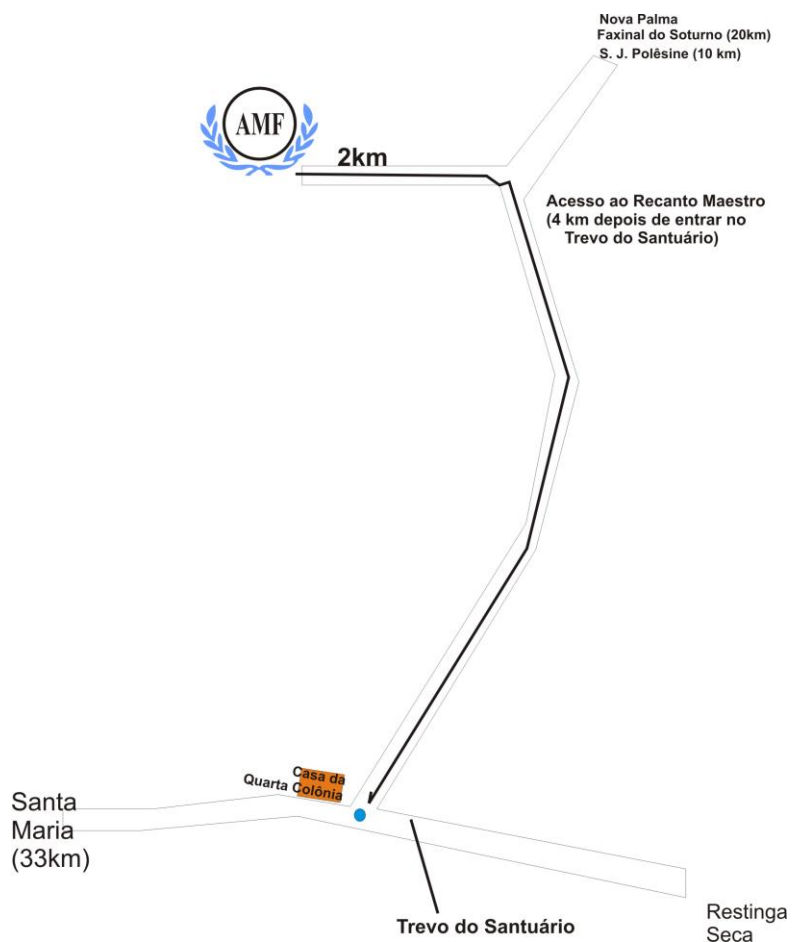 Nova Palma
Faxinal do Soturno (20km)
S. J. Polêsine (10 km)
AMF
2km
Acesso ao Recanto Maestro
(4 km depois de entrar no
Trevo do Santuário)
Casa da
Quarta Colônia
Santa
Maria
(33km)
Trevo do Santuário
Restinga
Seca